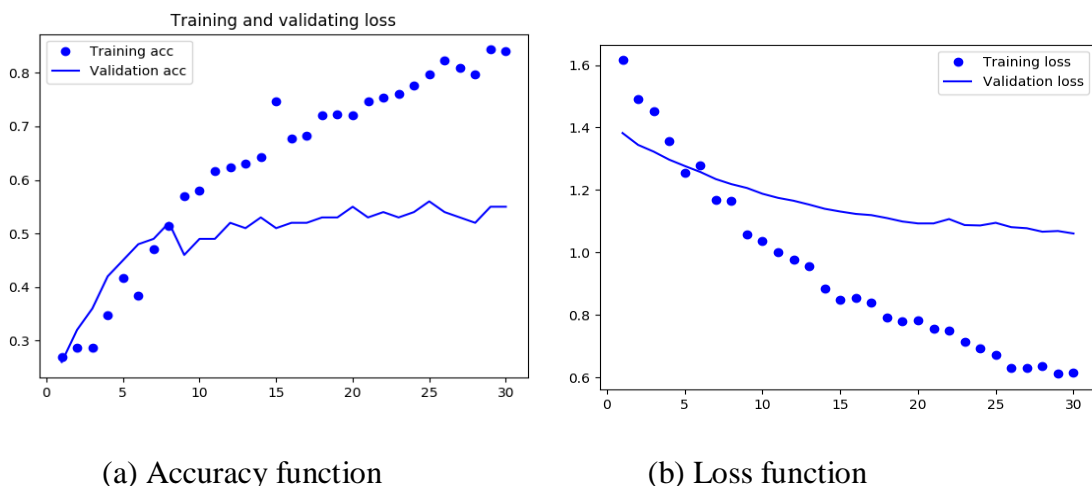 Training and validating loss
Training acc
Validation acc
0.8
0.7
0.6
0.5
0.4
0.3
0 5 10 15 20 25 30
Training loss
Validation loss
1.6
1.4
1.2
1.0
0.8
0.6
0 5 10 15 20 25 30
(a) Accuracy function
(b) Loss function